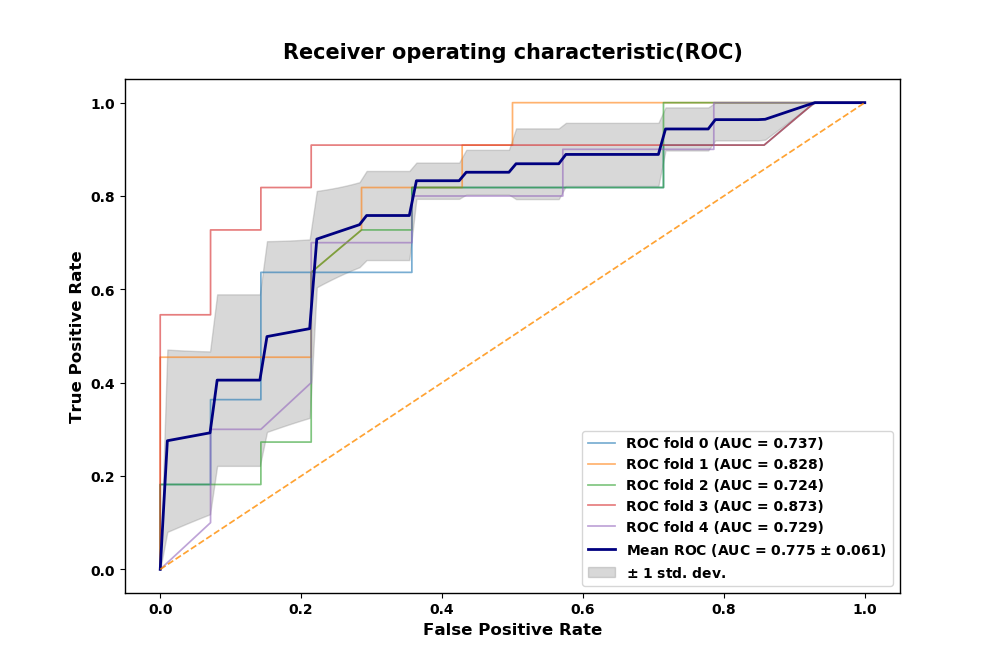 Receiver operating characteristic(ROC)
True Positive Rate
1.0
0.8
0.6
0.4
0.2
0.0
ROC fold 0 (AUC = 0.737)
ROC fold 1 (AUC = 0.828)
ROC fold 2 (AUC = 0.724)
ROC fold 3 (AUC = 0.873)
ROC fold 4 (AUC = 0.729)
Mean ROC (AUC = 0.775 ± 0.061)
± 1 std. dev.
0.0 0.2 0.4 0.6 0.8 1.0
False Positive Rate